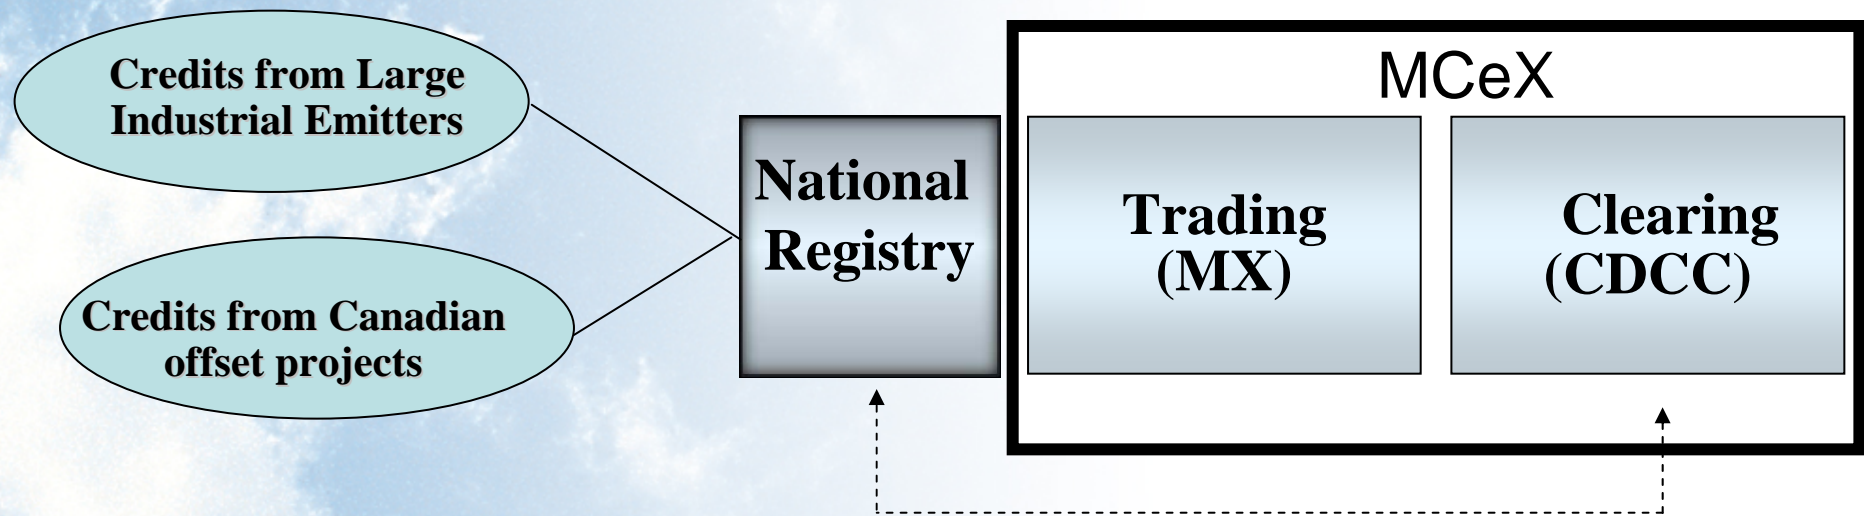 Credits from Large
Industrial Emitters
Credits from Canadian
offset projects
National
Registry
MCeX
Trading
(MX)
Clearing
(CDCC)